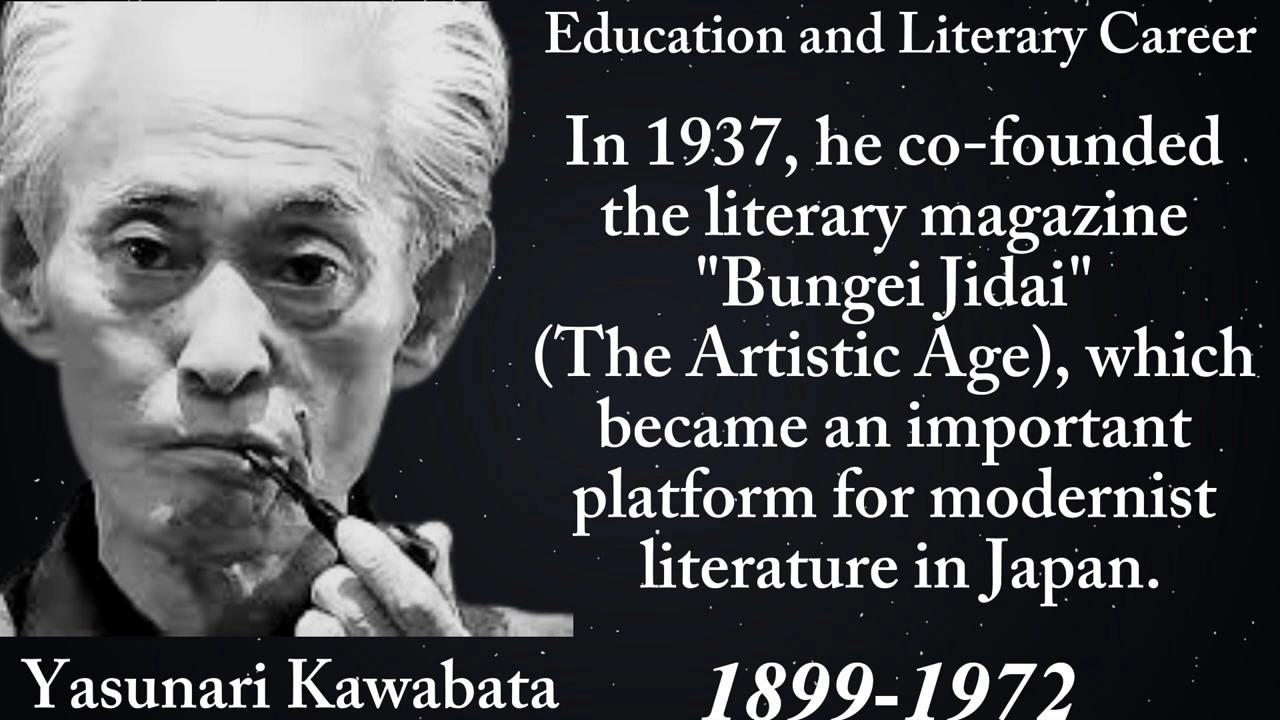 Education and Literary Career
In 1937, he co-founded
the literary magazine
"Bungei Jidai"
(The Artistic Age), which
became an important
platform for modernist
literature in Japan.
Yasunari Kawabata
1899-1972